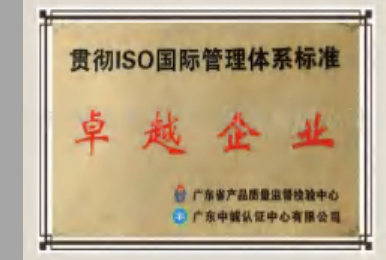 贯彻ISO国际管理体系标准
卓越企业
广东省产品质量监督检验中心
广东中诚认证中心有限公司